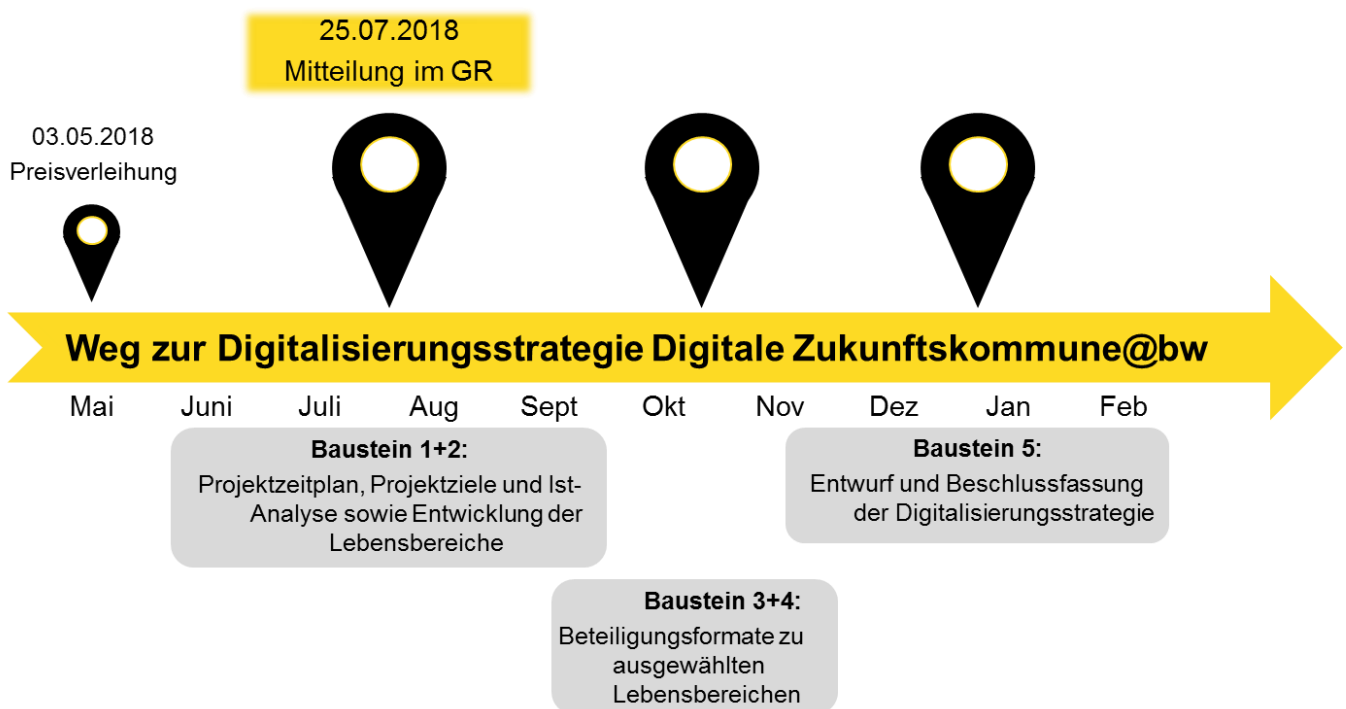 25.07.2018
Mitteilung im GR
03.05.2018
Preisverleihung
Weg zur Digitalisierungsstrategie Digitale Zukunftskommune@bw
Mai Juni Juli Aug Sept Okt Nov Dez Jan Feb
Baustein 1+2:
Projektzeitplan, Projektziele und Ist-
Analyse sowie Entwicklung der
Lebensbereiche
Baustein 5:
Entwurf und Beschlussfassung
der Digitalisierungsstrategie
Baustein 3+4:
Beteiligungsformate zu
ausgewählten
Lebensbereichen